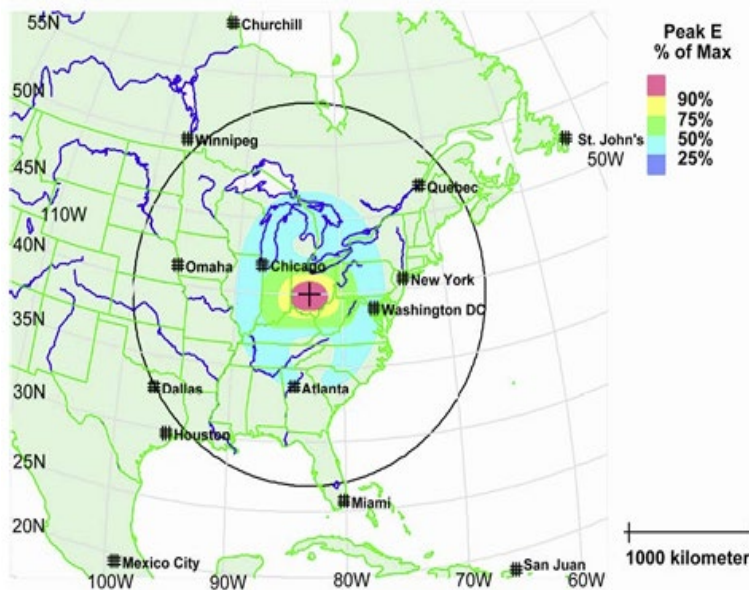 55N
Churchill
Peak E
% of Max
90%
75%
50%
25%
50N
Winnipeg
St. John's
50W
45N
Quebec
110W
40N
Omaha
Chicago
New York
Washington DC
35N
30N
Dallas
Atlanta
Houston
25N
Miami
20N
1000 kilometer
Mexico City
San Juan
100W
90W
80W
70W
60W